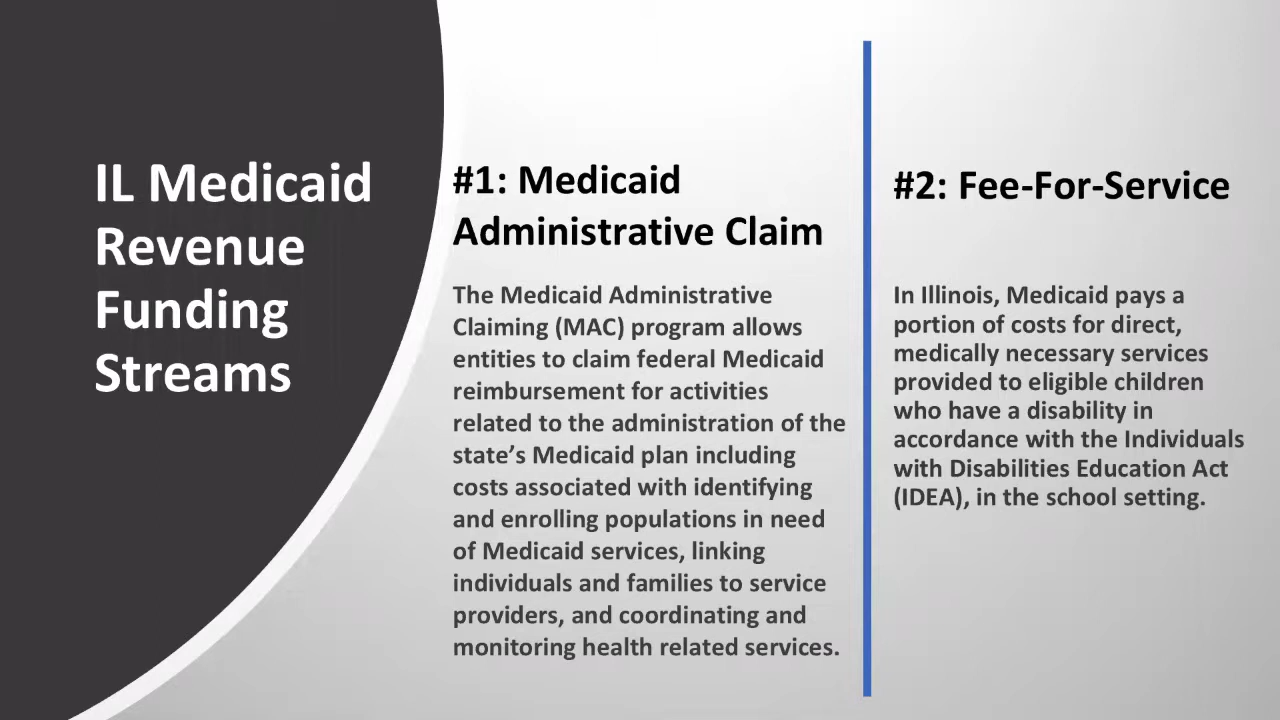 IL Medicaid
Revenue
Funding
Streams
#1: Medicaid
Administrative Claim
The Medicaid Administrative
Claiming (MAC) program allows
entities to claim federal Medicaid
reimbursement for activities
related to the administration of the
state’s Medicaid plan including
costs associated with identifying
and enrolling populations in need
of Medicaid services, linking
individuals and families to service
providers, and coordinating and
monitoring health related services.
#2: Fee-For-Service
In Illinois, Medicaid pays a
portion of costs for direct,
medically necessary services
provided to eligible children
who have a disability in
accordance with the Individuals
with Disabilities Education Act
(IDEA), in the school setting.